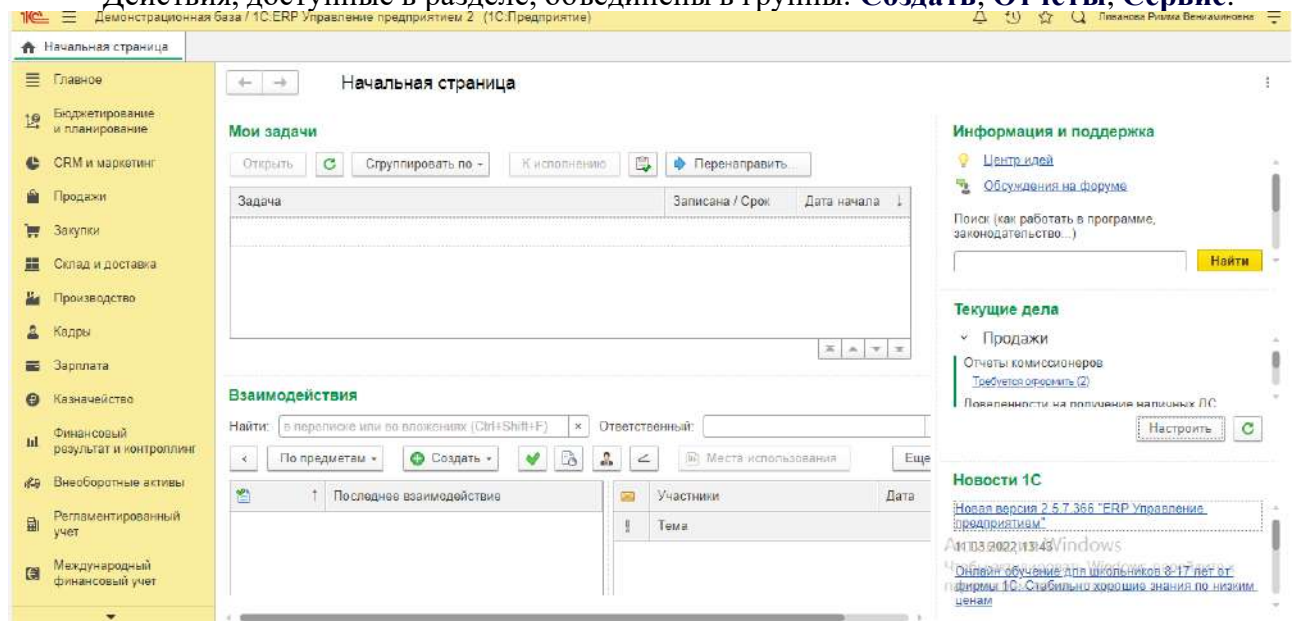 Действия, доступные в разделе, объединены в группы: Создать, Отчеты, Сервис.
1С Демонстрационная база / 1С:ERP Управление предприятием 2 (1С:Предприятие) Ливанова Римма Вениаминовна
Начальная страница
Главное
Бюджетирование
и планирование
CRM и маркетинг
Продажи
Закупки
Склад и доставка
Производство
Кадры
Зарплата
Казначейство
Финансовый
результат и контроллинг
Внеоборотные активы
Регламентированный
учет
Международный
финансовый учет
Начальная страница
Мои задачи
Открыть Сгруппировать по К исполнению Перенаправить...
Задача Записана / Срок Дата начала
Взаимодействия
Найти: в переписке или во вложениях (Ctrl+Shift+F) × Ответственный:
По предметам Создать Места использования Еще
Последнее взаимодействие Участники Дата
Тема
Информация и поддержка
Центр идей
Обсуждения на форуме
Поиск (как работать в программе,
законодательство...)
Найти
Текущие дела
Продажи
Отчеты комиссионеров
Требуется оформить (2)
Доверенности на получение наличных ДС
Настроить
Новости 1С
Новая версия 2.5.7.366 "ERP Управление
предприятием"
11.03.2022 13:43
Windows
Онлайн обучение для школьников 8-17 лет от
фирмы 1С. Стабильно хорошие знания по низким
ценам